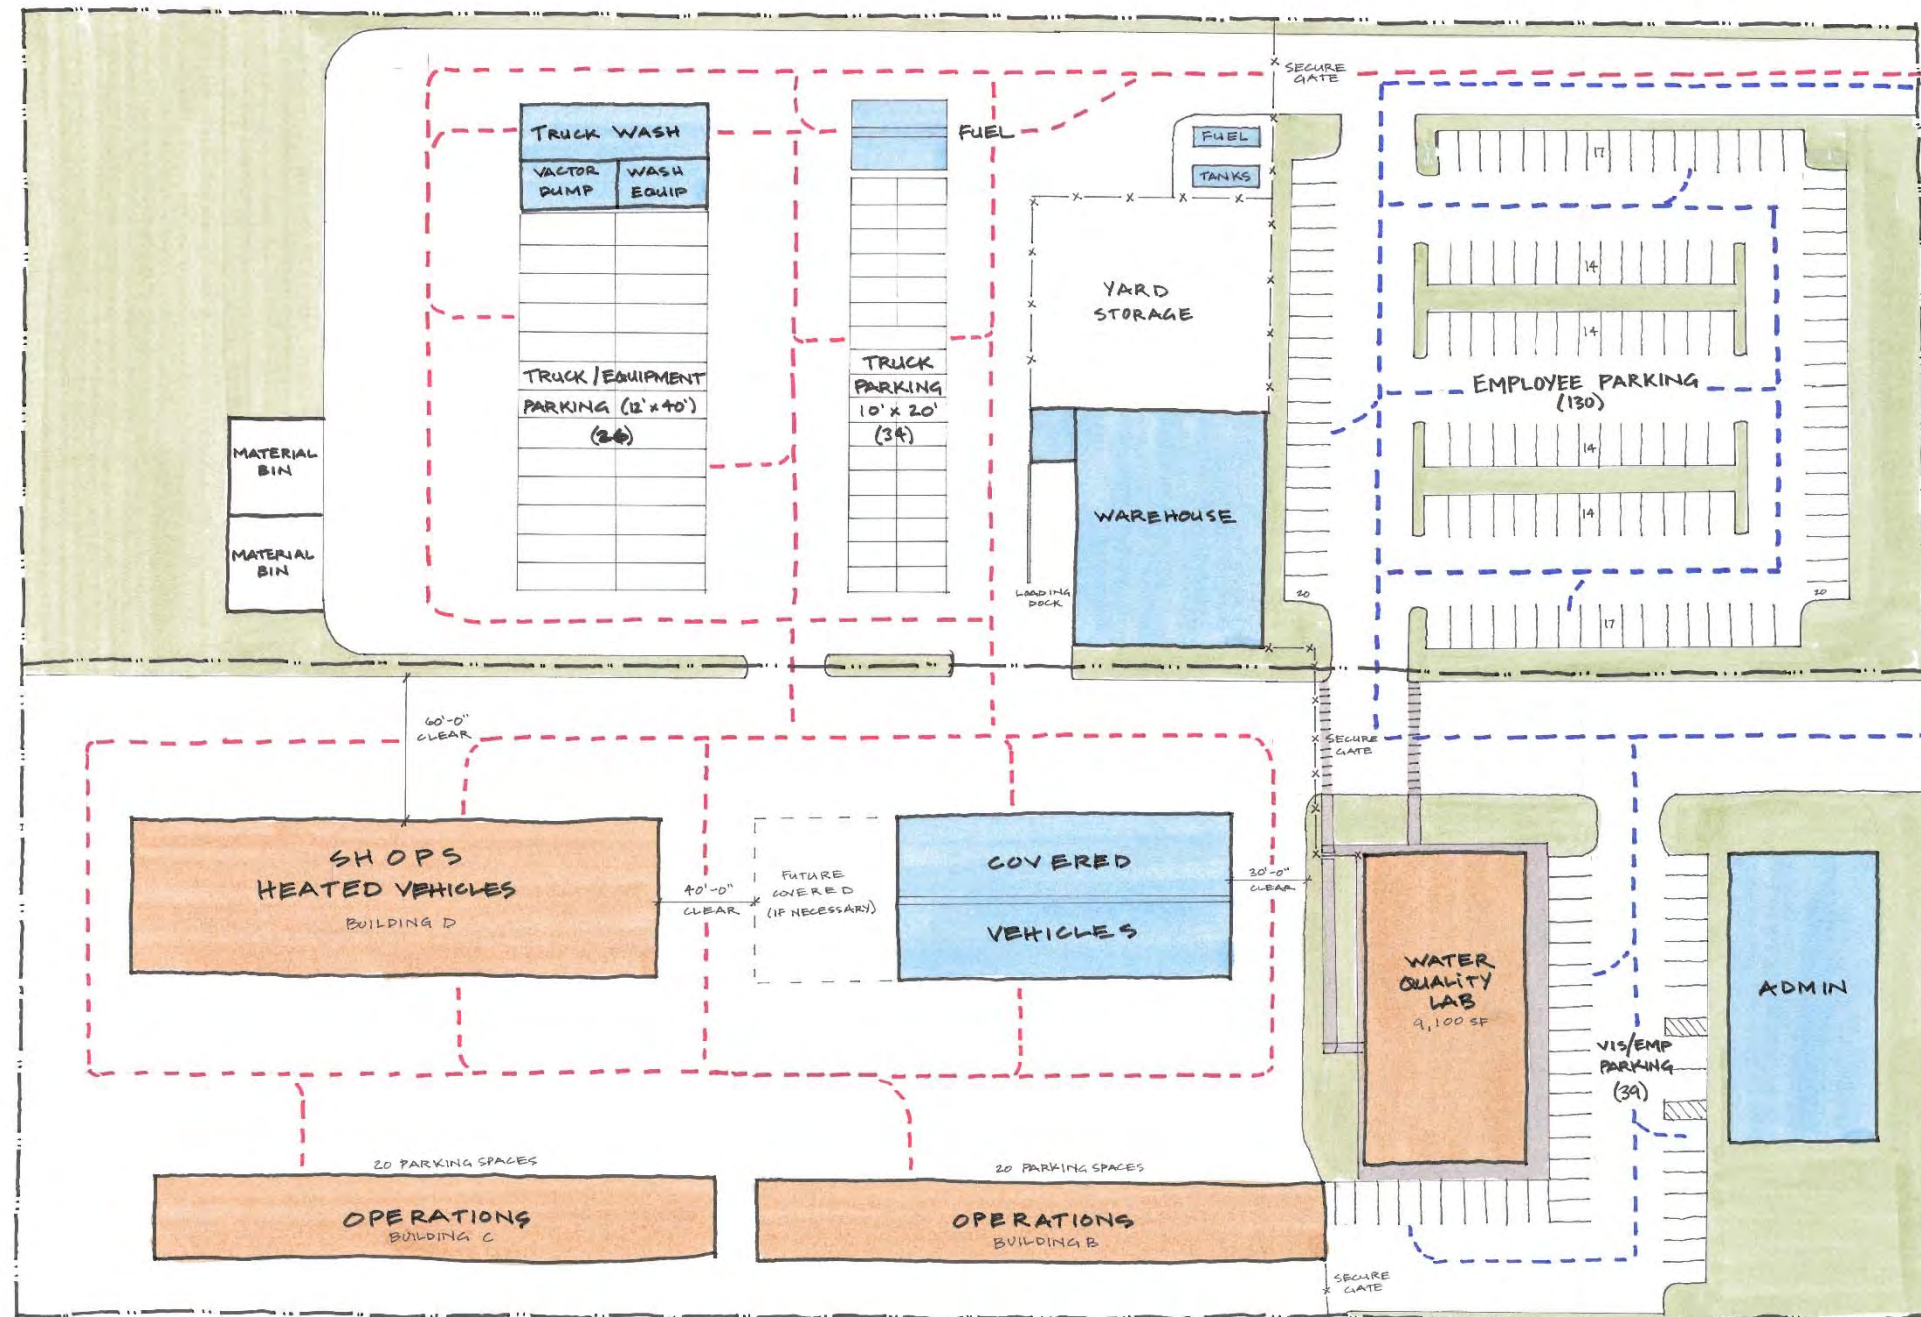 SECURE
GATE
TRUCK WASH
VACTOR
DUMP
WASH
EQUIP
FUEL
FUEL
TANKS
17
YARD
STORAGE
14
14
TRUCK/EQUIPMENT
PARKING (12' x 40')
TRUCK
PARKING
10' x 20'
(34)
EMPLOYEE PARKING
(130)
MATERIAL
BIN
MATERIAL
BIN
WAREHOUSE
14
14
LOADING
DOCK
20
17
20
60'-0"
CLEAR
SECURE
GATE
SHOPS
HEATED VEHICLES
BUILDING D
40'-0"
CLEAR
FUTURE
COVERED
(IF NECESSARY)
COVERED
VEHICLES
30'-0"
CLEAR
WATER
QUALITY
LAB
9,100 SF
ADMIN
VIS/EMP
PARKING
(39)
20 PARKING SPACES
OPERATIONS
BUILDING C
20 PARKING SPACES
OPERATIONS
BUILDING B
SECURE
GATE